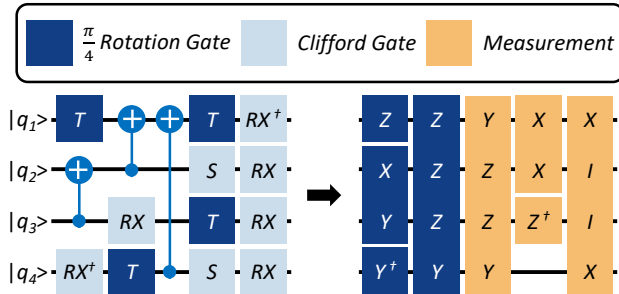 π/4 Rotation Gate Clifford Gate Measurement
|q1> T T RX† Z Z Y X X
|q2> S RX X Z Z X I
|q3> RX T RX Y Z Z Z† I
|q4> RX† T S RX Y† Y Y X